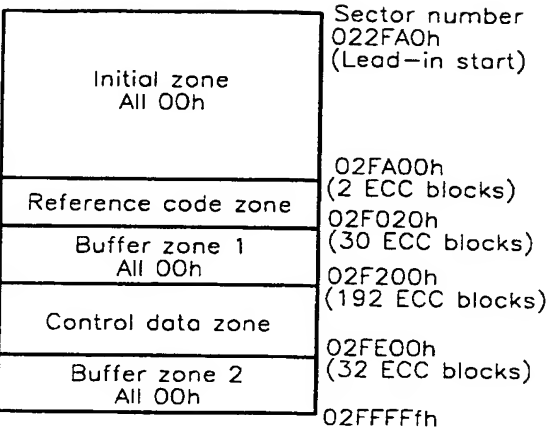 Sector number
022FA0h
(Lead-in start)
Initial zone
All 00h
02FA00h
(2 ECC blocks)
Reference code zone
02F020h
(30 ECC blocks)
Buffer zone 1
All 00h
02F200h
(192 ECC blocks)
Control data zone
02FE00h
(32 ECC blocks)
Buffer zone 2
All 00h
02FFFFfh